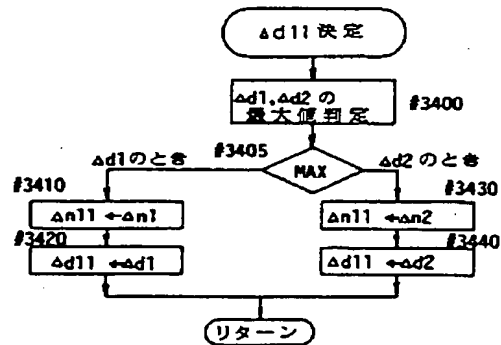 Δd11 決定
Δd1,Δd2 の
最大値判定
#3400
#3405
MAX
Δd1のとき
Δd2のとき
#3410
Δn11 ←Δn1
#3430
Δn11 ←Δn2
#3420
Δd11 ←Δd1
#3440
Δd11 ←Δd2
リターン